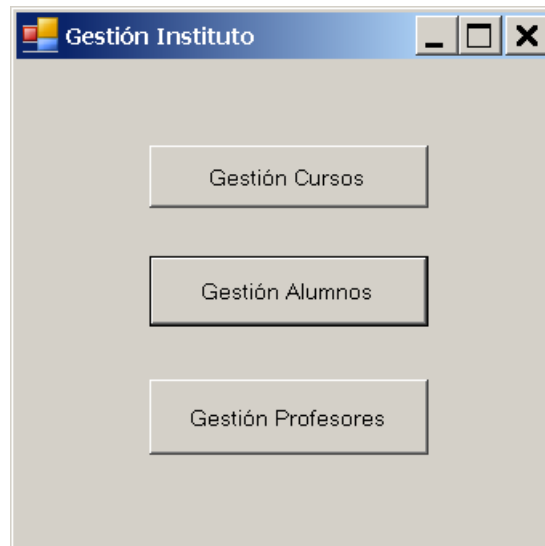 Gestión Instituto
Gestión Cursos
Gestión Alumnos
Gestión Profesores